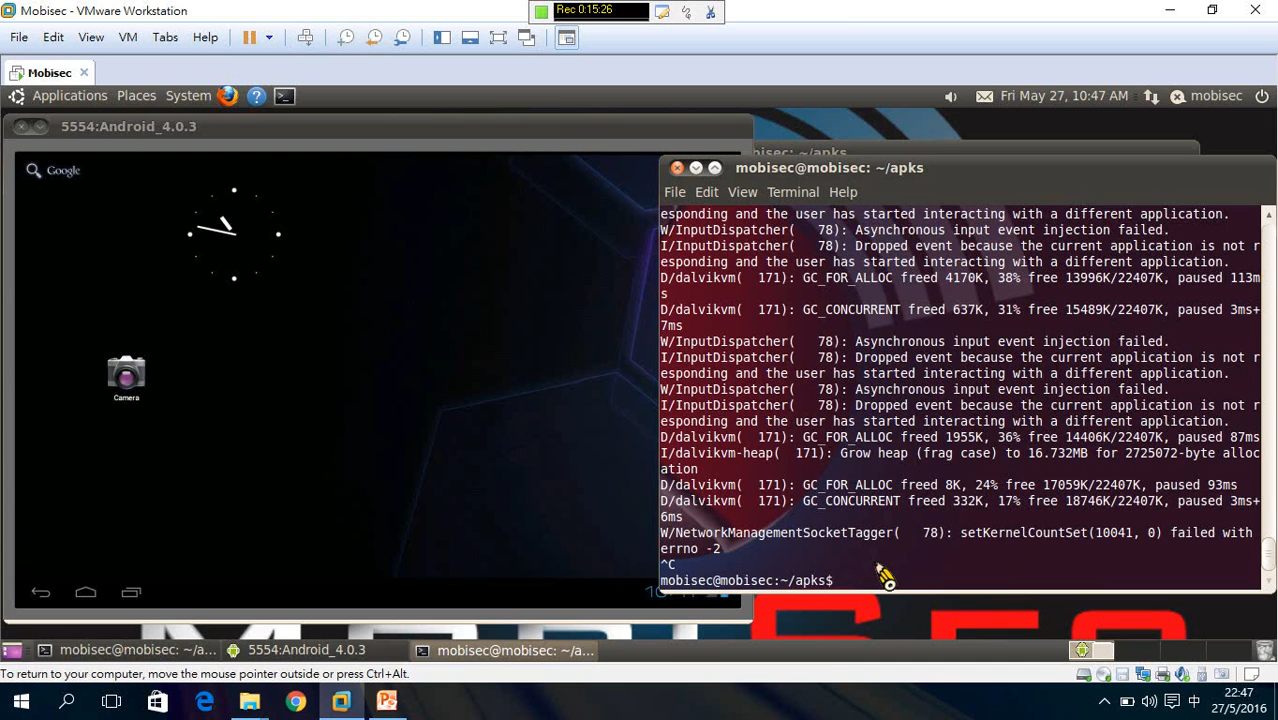 Mobisec - VMware Workstation
Rec 0:15:26
File Edit View VM Tabs Help
Mobisec
Applications Places System
Fri May 27, 10:47 AM mobisec
5554:Android_4.0.3
Google
Camera
mobisec@mobisec: ~/apks
File Edit View Terminal Help
esponding and the user has started interacting with a different application.
W/InputDispatcher(   78): Asynchronous input event injection failed.
I/InputDispatcher(   78): Dropped event because the current application is not r
esponding and the user has started interacting with a different application.
D/dalvikvm(  171): GC_FOR_ALLOC freed 4170K, 38% free 13996K/22407K, paused 113m
s
D/dalvikvm(  171): GC_CONCURRENT freed 637K, 31% free 15489K/22407K, paused 3ms+
7ms
W/InputDispatcher(   78): Asynchronous input event injection failed.
I/InputDispatcher(   78): Dropped event because the current application is not r
esponding and the user has started interacting with a different application.
W/InputDispatcher(   78): Asynchronous input event injection failed.
I/InputDispatcher(   78): Dropped event because the current application is not r
esponding and the user has started interacting with a different application.
D/dalvikvm(  171): GC_FOR_ALLOC freed 1955K, 36% free 14406K/22407K, paused 87ms
I/dalvikvm-heap(  171): Grow heap (frag case) to 16.732MB for 2725072-byte alloc
ation
D/dalvikvm(  171): GC_FOR_ALLOC freed 8K, 24% free 17059K/22407K, paused 93ms
D/dalvikvm(  171): GC_CONCURRENT freed 332K, 17% free 18746K/22407K, paused 3ms+
6ms
W/NetworkManagementSocketTagger(   78): setKernelCountSet(10041, 0) failed with
errno -2
^C
mobisec@mobisec:~/apks$
mobisec@mobisec: ~/a... 5554:Android_4.0.3 mobisec@mobisec: ~/a...
To return to your computer, move the mouse pointer outside or press Ctrl+Alt.
中
22:47
27/5/2016